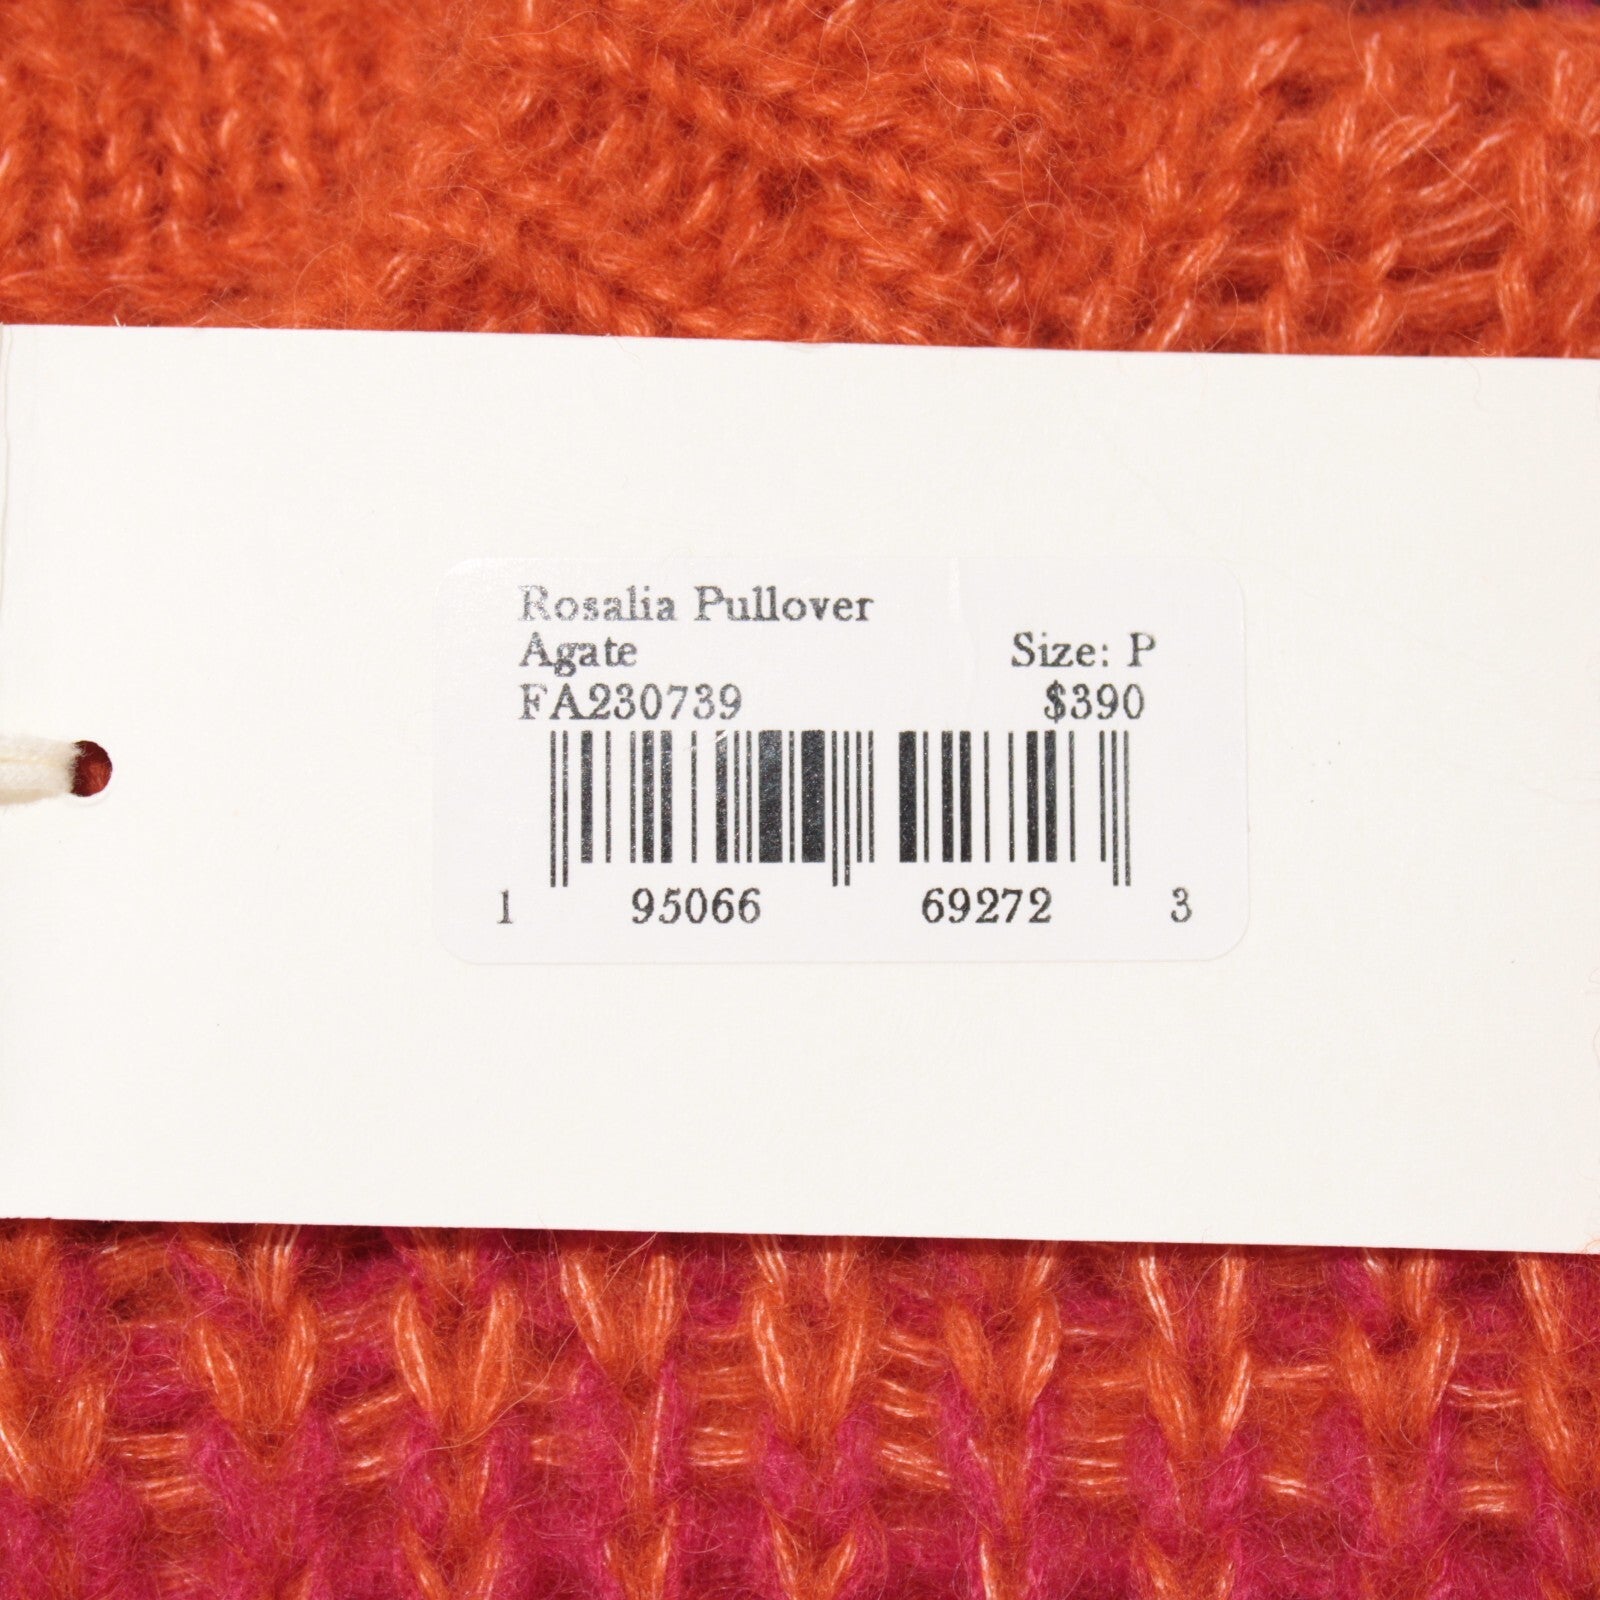 Rosalia Pullover
Agate Size: P
FA230739 $390
1 95066 69272 3